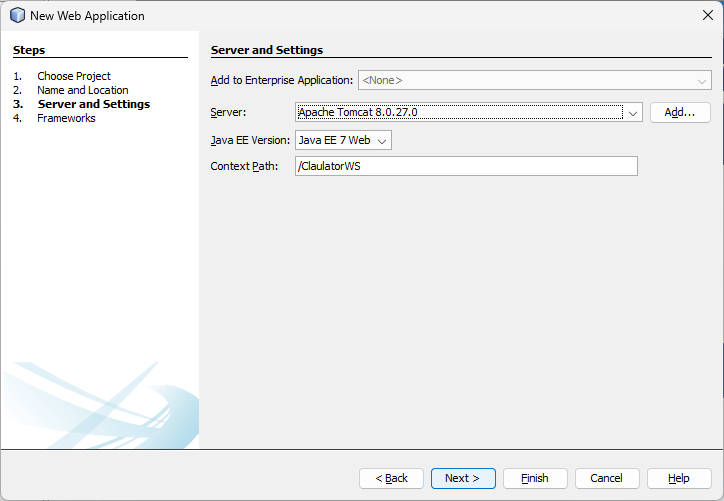 New Web Application
Steps
1. Choose Project
2. Name and Location
3. Server and Settings
4. Frameworks
Server and Settings
Add to Enterprise Application: <None>
Server: Apache Tomcat 8.0.27.0 Add...
Java EE Version: Java EE 7 Web
Context Path: /ClaulatorWS
< Back Next > Finish Cancel Help